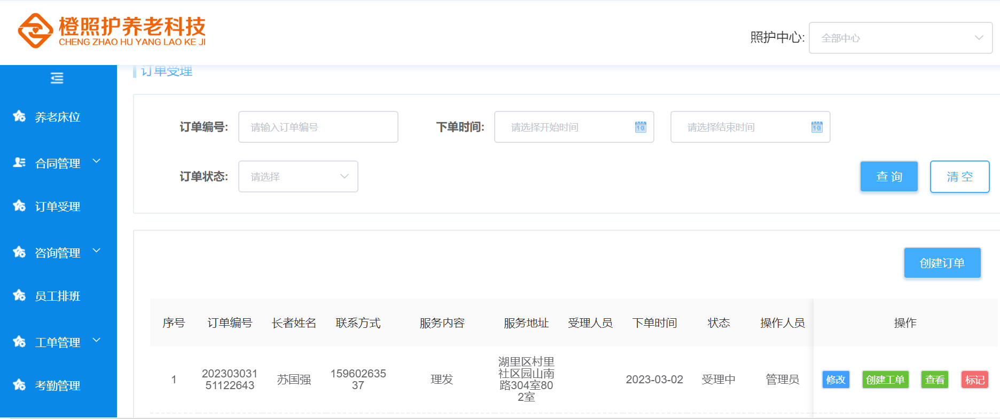 橙照护养老科技
CHENG ZHAO HU YANG LAO KE JI
照护中心: 全部中心
订单受理
养老床位
合同管理
订单受理
咨询管理
员工排班
工单管理
考勤管理
订单编号: 请输入订单编号 下单时间: 请选择开始时间 请选择结束时间
订单状态: 请选择 查 询 清 空
创建订单
序号 订单编号 长者姓名 联系方式 服务内容 服务地址 受理人员 下单时间 状态 操作人员 操作
1
202303031
51122643
苏国强
159602635
37
理发
湖里区村里
社区园山南
路304室80
2室
2023-03-02
受理中
管理员
修改 创建工单 查看 标记